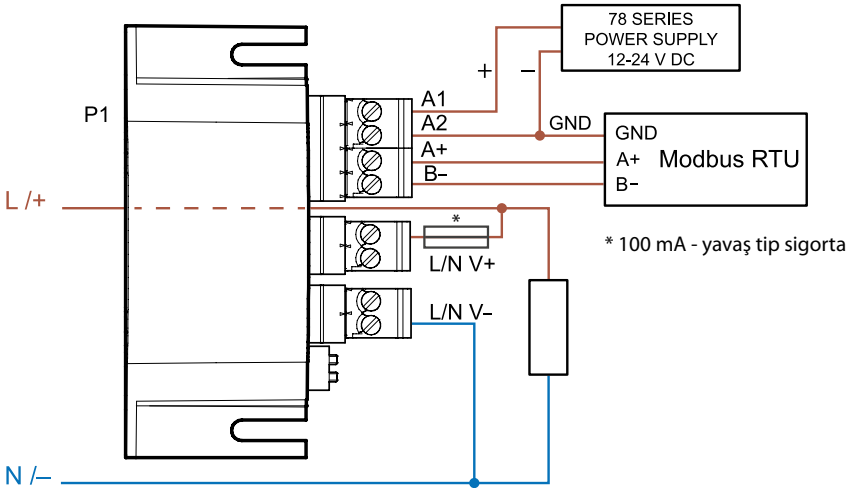 78 SERIES
POWER SUPPLY
12-24 V DC
+
–
P1
A1
A2
GND
A+
B–
GND
A+
B–
Modbus RTU
L /+
*
L/N V+
* 100 mA - yavaş tip sigorta
L/N V–
N /–